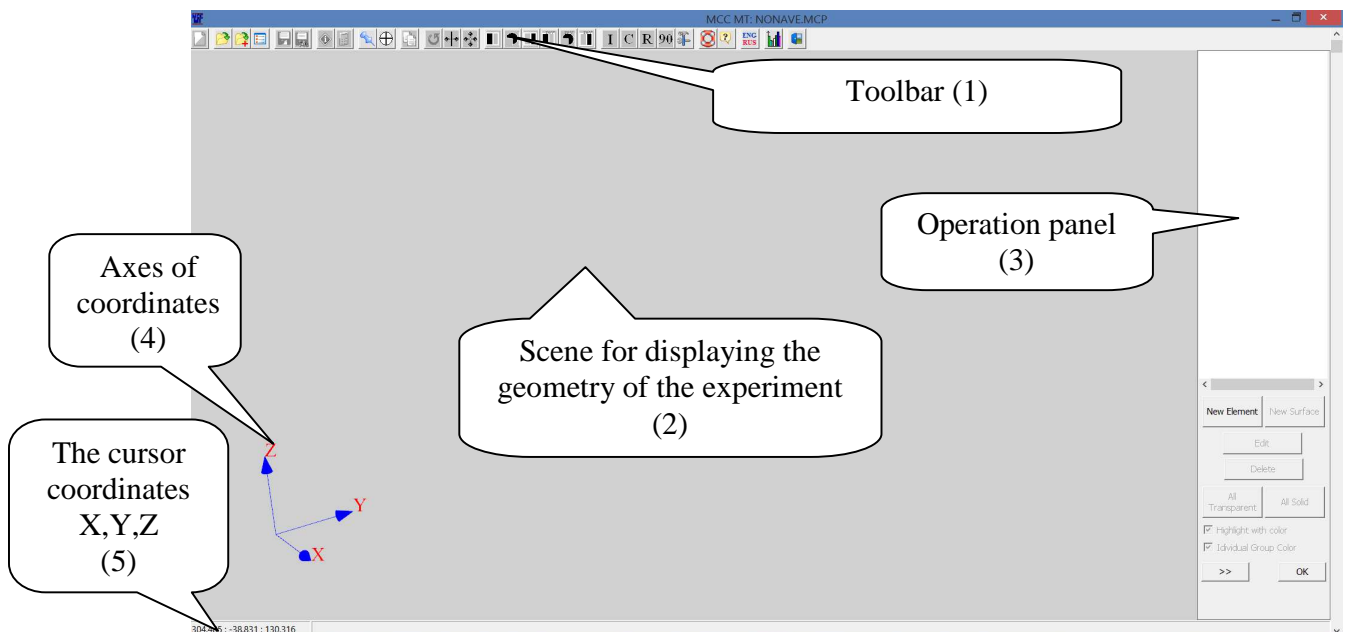 MCC MT: NONAVE.MCP
I C R 90 ? ENG
RUS
Toolbar (1)
Operation panel
(3)
Axes of
coordinates
(4)
Scene for displaying the
geometry of the experiment
(2)
The cursor
coordinates
X,Y,Z
(5)
Z
Y
X
< >
New Element New Surface
Edit
Delete
All
Transparent All Solid
Highlight with color
Idividual Group Color
>> OK
: -38.831 : 130.316